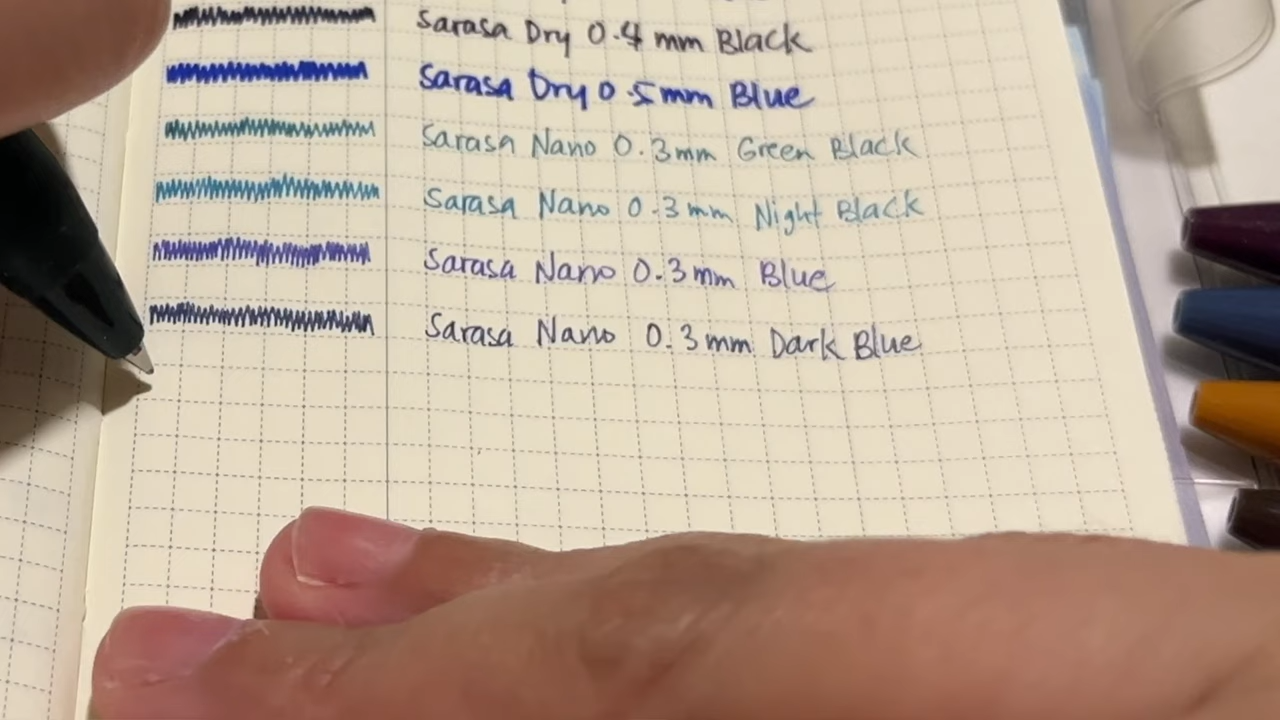 Sarasa Dry 0.4 mm Black
Sarasa Dry 0.5mm Blue
Sarasa Nano 0.3mm Green Black
Sarasa Nano 0.3mm Night Black
Sarasa Nano 0.3mm Blue
Sarasa Nano 0.3mm Dark Blue